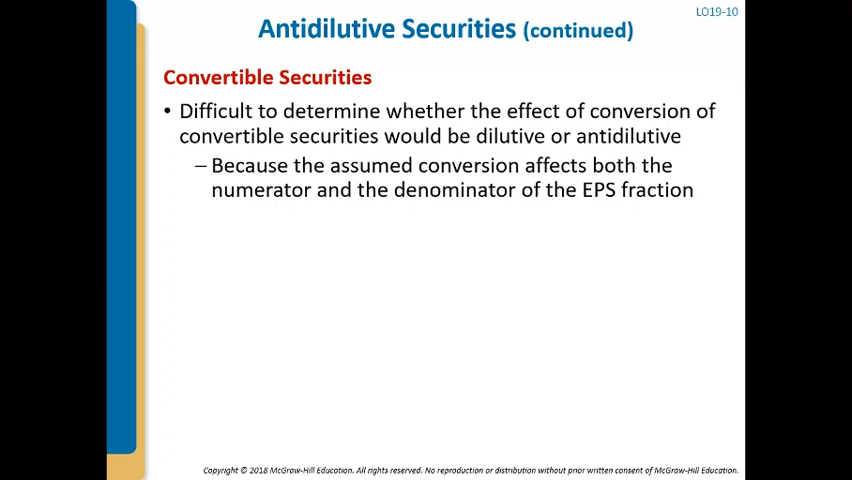 LO19-10
Antidilutive Securities (continued)
Convertible Securities
• Difficult to determine whether the effect of conversion of
convertible securities would be dilutive or antidilutive
– Because the assumed conversion affects both the
numerator and the denominator of the EPS fraction
Copyright © 2018 McGraw-Hill Education. All rights reserved. No reproduction or distribution without prior written consent of McGraw-Hill Education.